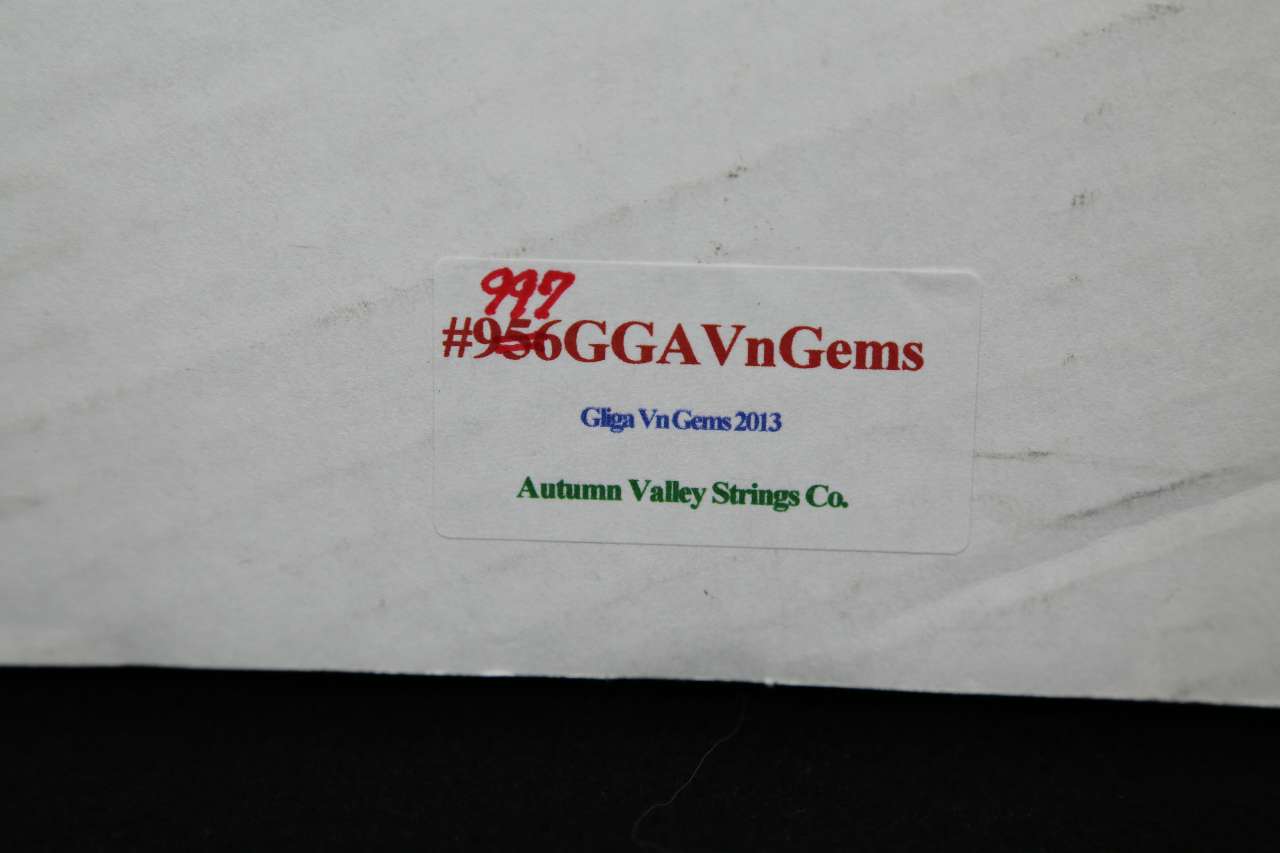 997
#956GGAVnGems
Gliga Vn Gems 2013
Autumn Valley Strings Co.